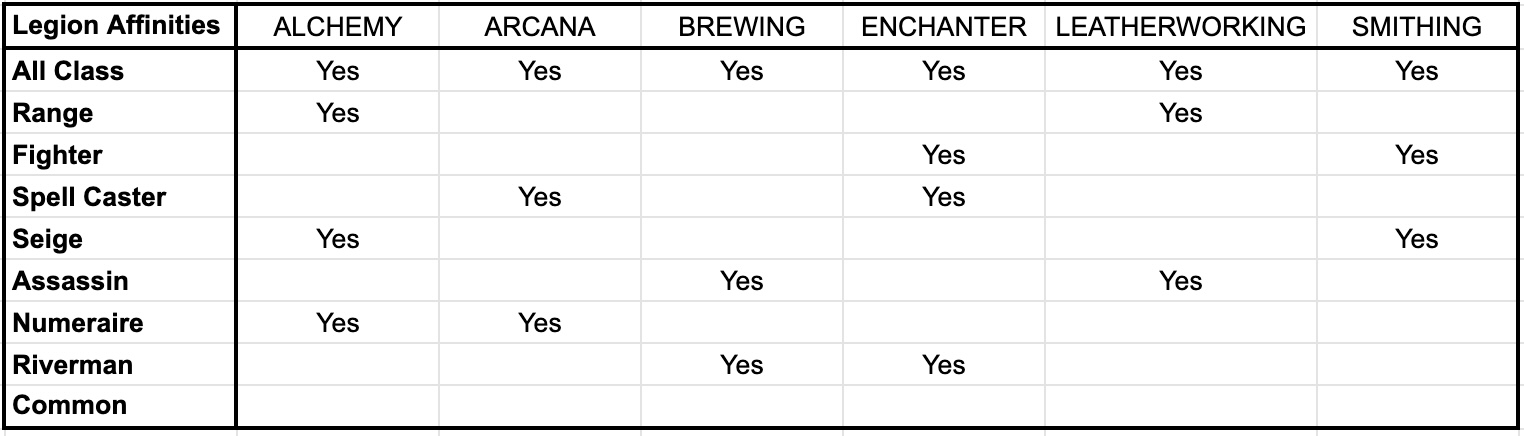 Legion Affinities ALCHEMY ARCANA BREWING ENCHANTER LEATHERWORKING SMITHING
All Class Yes Yes Yes Yes Yes Yes
Range Yes Yes
Fighter Yes Yes
Spell Caster Yes Yes
Seige Yes Yes
Assassin Yes Yes
Numeraire Yes Yes
Riverman Yes Yes
Common